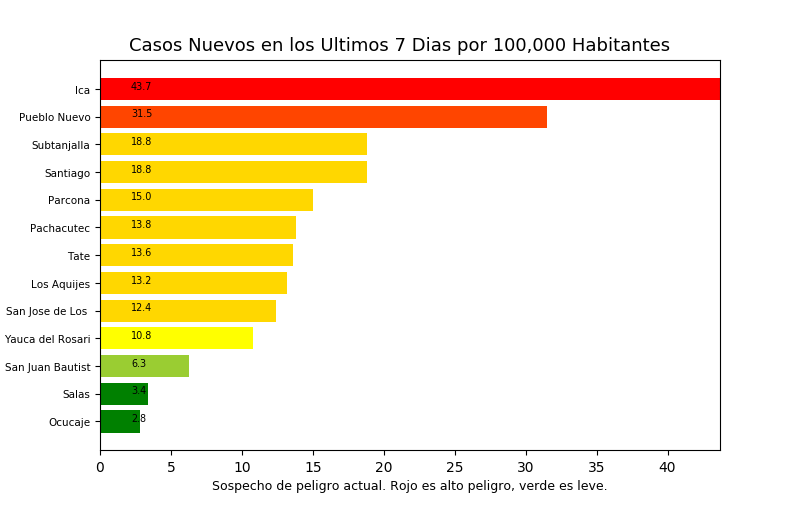 Casos Nuevos en los Ultimos 7 Dias por 100,000 Habitantes
Ica 43.7
Pueblo Nuevo 31.5
Subtanjalla 18.8
Santiago 18.8
Parcona 15.0
Pachacutec 13.8
Tate 13.6
Los Aquijes 13.2
San Jose de Los 12.4
Yauca del Rosari 10.8
San Juan Bautist 6.3
Salas 3.4
Ocucaje 2.8
0 5 10 15 20 25 30 35 40
Sospecho de peligro actual. Rojo es alto peligro, verde es leve.